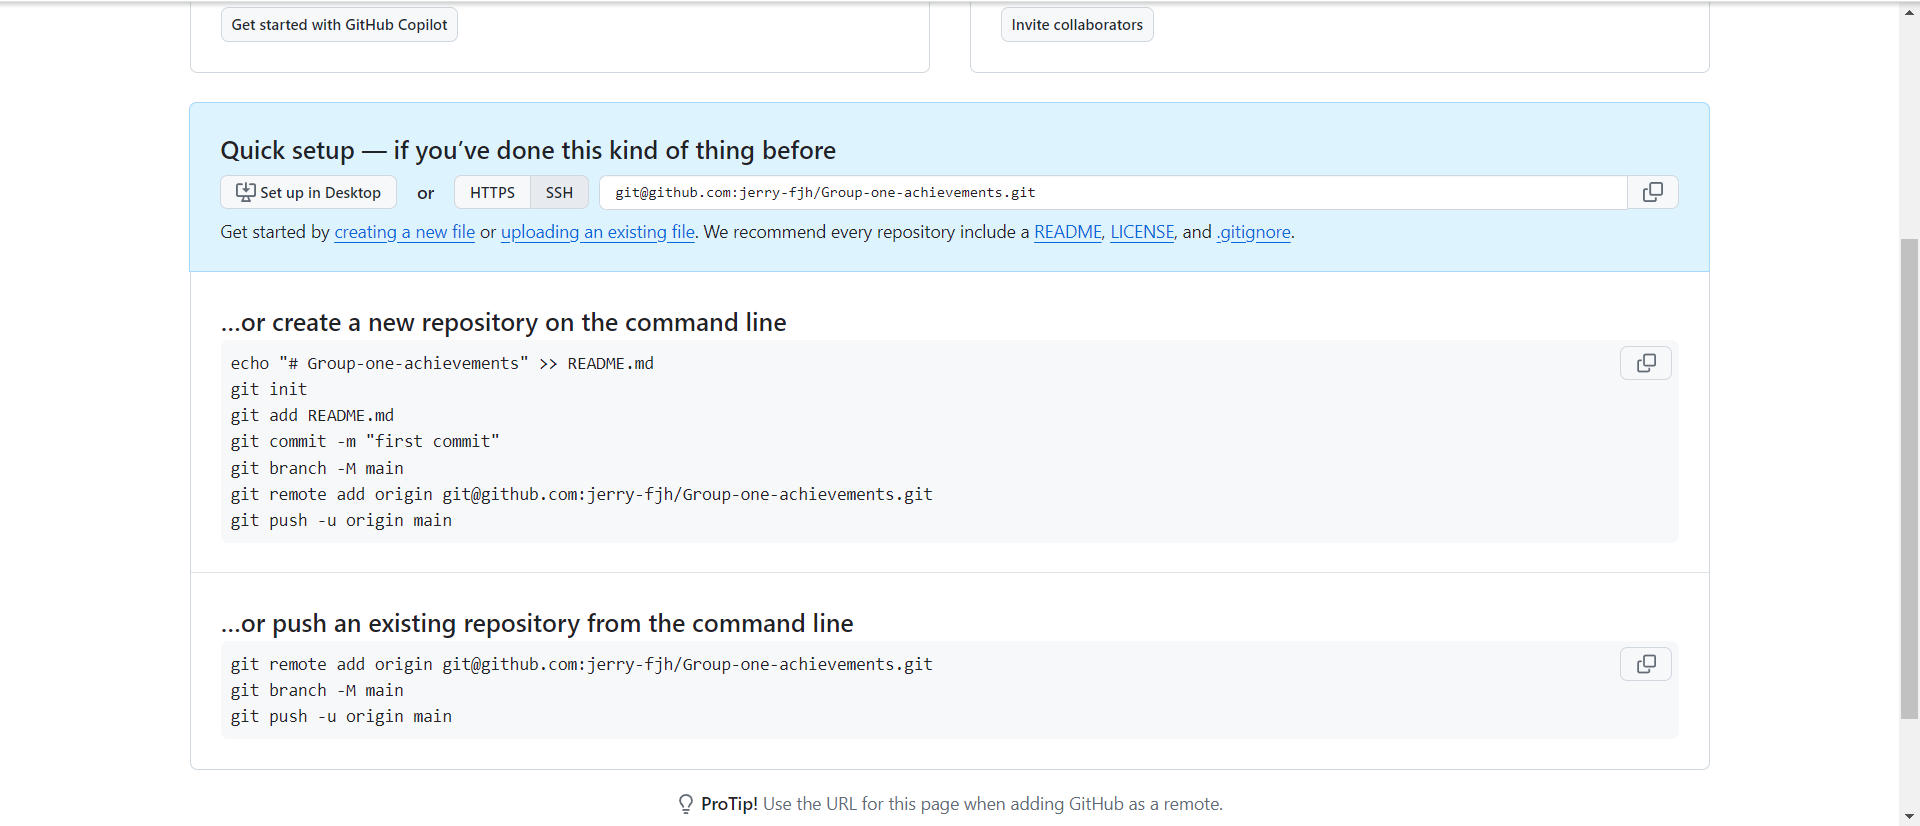 Get started with GitHub Copilot
Invite collaborators
Quick setup — if you’ve done this kind of thing before
Set up in Desktop or HTTPS SSH git@github.com:jerry-fjh/Group-one-achievements.git
Get started by creating a new file or uploading an existing file. We recommend every repository include a README, LICENSE, and .gitignore.
…or create a new repository on the command line
echo "# Group-one-achievements" >> README.md
git init
git add README.md
git commit -m "first commit"
git branch -M main
git remote add origin git@github.com:jerry-fjh/Group-one-achievements.git
git push -u origin main
…or push an existing repository from the command line
git remote add origin git@github.com:jerry-fjh/Group-one-achievements.git
git branch -M main
git push -u origin main
ProTip! Use the URL for this page when adding GitHub as a remote.